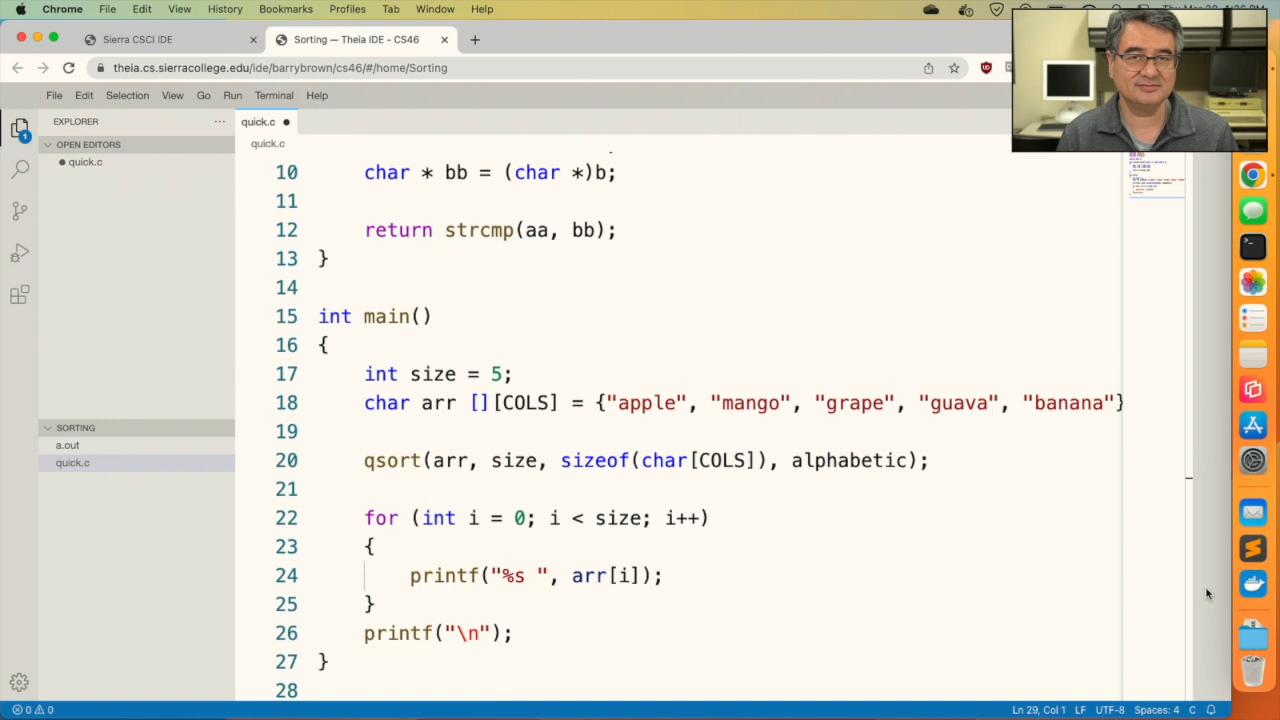 Chrome File Edit View History Bookmarks Profiles Tab Window Help
Sierra CSCI IDE
Sorting — Theia IDE - CS46
theia.cs.sierracollege.edu/ide/barrybrown/cs46/#/home/Sorting
File Edit Selection View Go Run Terminal Help
EXPLORER
quick.c
1
OPEN EDITORS
quick.c
quick.c
10 char * bb = (char *)b;
11
12 return strcmp(aa, bb);
13 }
14
15 int main()
16 {
17 int size = 5;
18 char arr [][COLS] = {"apple", "mango", "grape", "guava", "banana"}
19
20 qsort(arr, size, sizeof(char[COLS]), alphabetic);
21
22 for (int i = 0; i < size; i++)
23 {
24 printf("%s ", arr[i]);
25 }
26 printf("\n");
27 }
28
SORTING
a.out
quick.c
0 0
Ln 29, Col 1 LF UTF-8 Spaces: 4 C